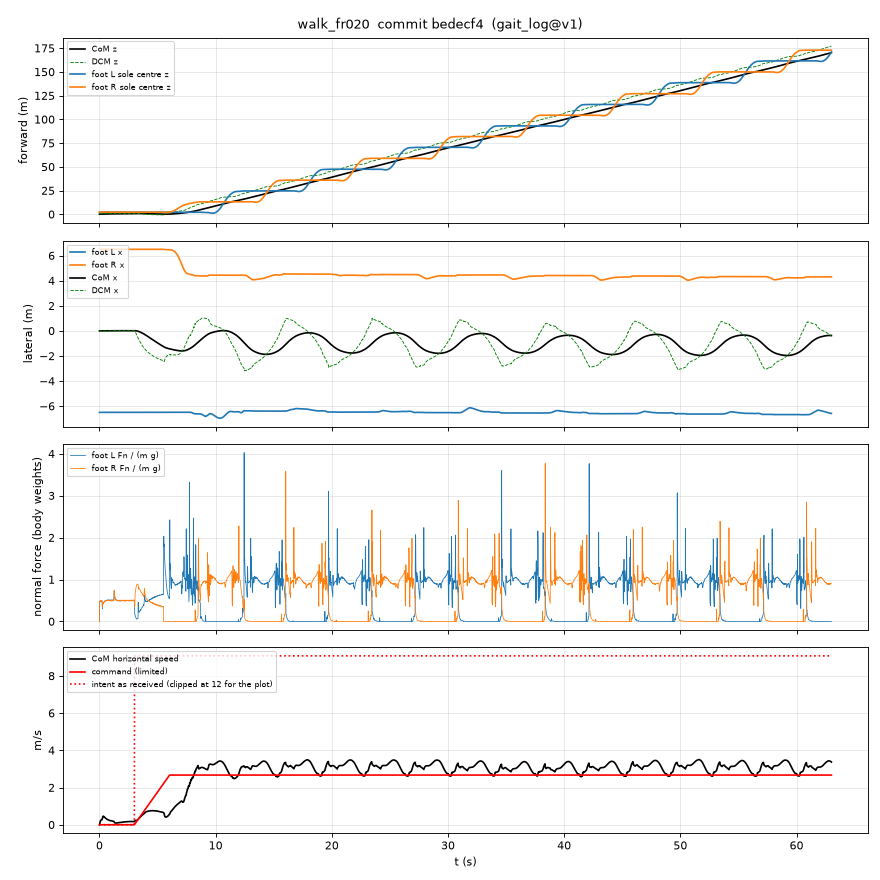 walk_fr020 commit bedecf4 (gait_log@v1)
forward (m)
175
150
125
100
75
50
25
0
CoM z
DCM z
foot L sole centre z
foot R sole centre z
lateral (m)
6
4
2
0
−2
−4
−6
foot L x
foot R x
CoM x
DCM x
normal force (body weights)
4
3
2
1
0
foot L Fn / (m g)
foot R Fn / (m g)
m/s
8
6
4
2
0
CoM horizontal speed
command (limited)
intent as received (clipped at 12 for the plot)
0 10 20 30 40 50 60
t (s)